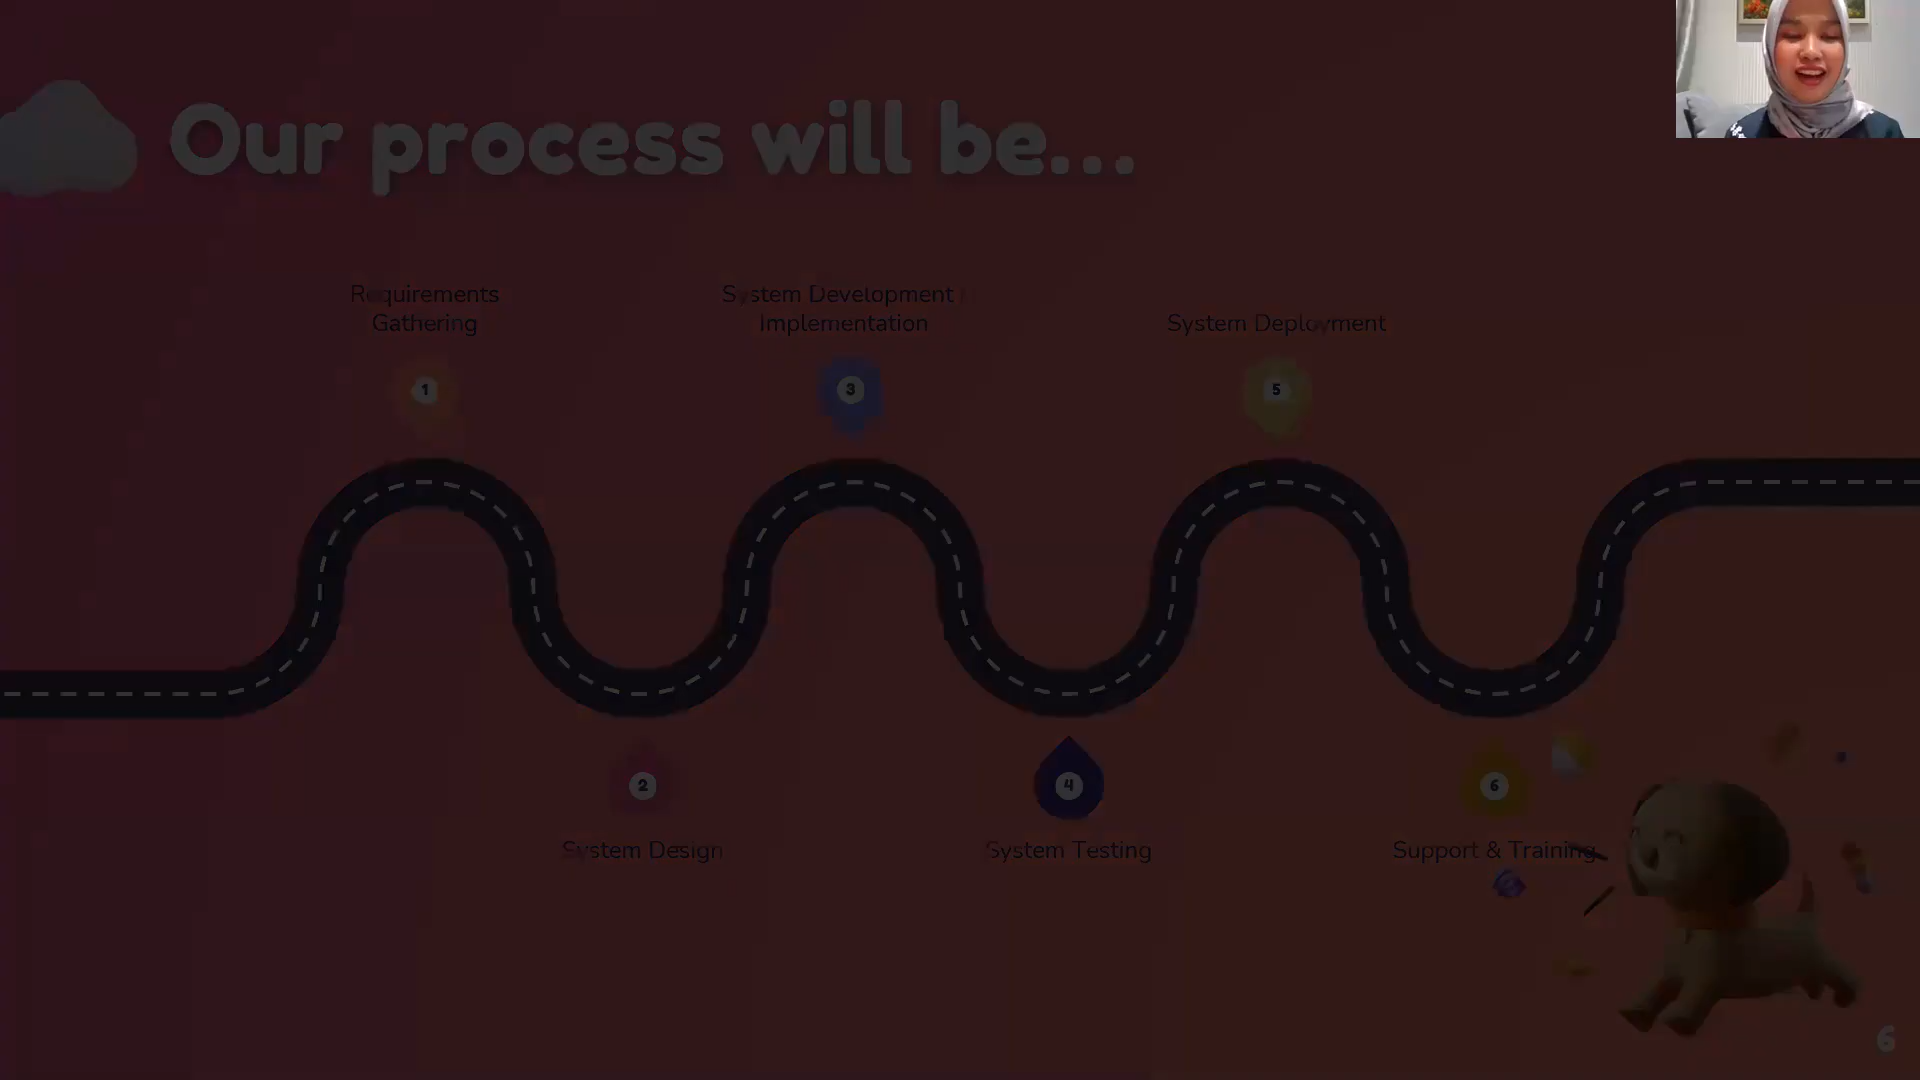 Our process will be...
Requirements
Gathering
1
System Development
Implementation
3
System Deployment
5
2
System Design
4
System Testing
6
Support & Training
6